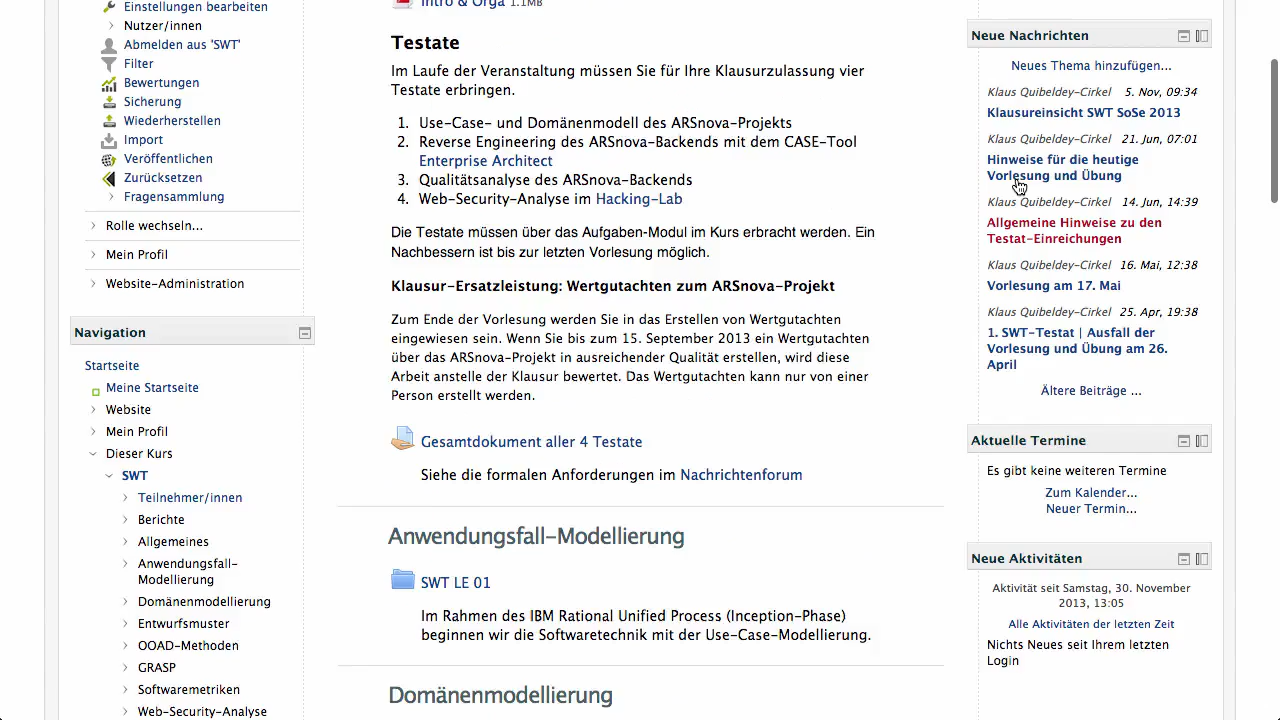 Einstellungen bearbeiten
Nutzer/innen
Abmelden aus 'SWT'
Filter
Bewertungen
Sicherung
Wiederherstellen
Import
Veröffentlichen
Zurücksetzen
Fragensammlung
Rolle wechseln...
Mein Profil
Website-Administration
Navigation
Startseite
Meine Startseite
Website
Mein Profil
Dieser Kurs
SWT
Teilnehmer/innen
Berichte
Allgemeines
Anwendungsfall-
Modellierung
Domänenmodellierung
Entwurfsmuster
OOAD-Methoden
GRASP
Softwaremetriken
Web-Security-Analyse
Intro & Orga 1.1MB
Testate
Im Laufe der Veranstaltung müssen Sie für Ihre Klausurzulassung vier
Testate erbringen.
1. Use-Case- und Domänenmodell des ARSnova-Projekts
2. Reverse Engineering des ARSnova-Backends mit dem CASE-Tool
Enterprise Architect
3. Qualitätsanalyse des ARSnova-Backends
4. Web-Security-Analyse im Hacking-Lab
Die Testate müssen über das Aufgaben-Modul im Kurs erbracht werden. Ein
Nachbessern ist bis zur letzten Vorlesung möglich.
Klausur-Ersatzleistung: Wertgutachten zum ARSnova-Projekt
Zum Ende der Vorlesung werden Sie in das Erstellen von Wertgutachten
eingewiesen sein. Wenn Sie bis zum 15. September 2013 ein Wertgutachten
über das ARSnova-Projekt in ausreichender Qualität erstellen, wird diese
Arbeit anstelle der Klausur bewertet. Das Wertgutachten kann nur von einer
Person erstellt werden.
Gesamtdokument aller 4 Testate
Siehe die formalen Anforderungen im Nachrichtenforum
Anwendungsfall-Modellierung
SWT LE 01
Im Rahmen des IBM Rational Unified Process (Inception-Phase)
beginnen wir die Softwaretechnik mit der Use-Case-Modellierung.
Domänenmodellierung
Neue Nachrichten
Neues Thema hinzufügen...
Klaus Quibeldey-Cirkel 5. Nov, 09:34
Klausureinsicht SWT SoSe 2013
Klaus Quibeldey-Cirkel 21. Jun, 07:01
Hinweise für die heutige
Vorlesung und Übung
Klaus Quibeldey-Cirkel 14. Jun, 14:39
Allgemeine Hinweise zu den
Testat-Einreichungen
Klaus Quibeldey-Cirkel 16. Mai, 12:38
Vorlesung am 17. Mai
Klaus Quibeldey-Cirkel 25. Apr, 19:38
1. SWT-Testat | Ausfall der
Vorlesung und Übung am 26.
April
Ältere Beiträge ...
Aktuelle Termine
Es gibt keine weiteren Termine
Zum Kalender...
Neuer Termin...
Neue Aktivitäten
Aktivität seit Samstag, 30. November
2013, 13:05
Alle Aktivitäten der letzten Zeit
Nichts Neues seit Ihrem letzten
Login